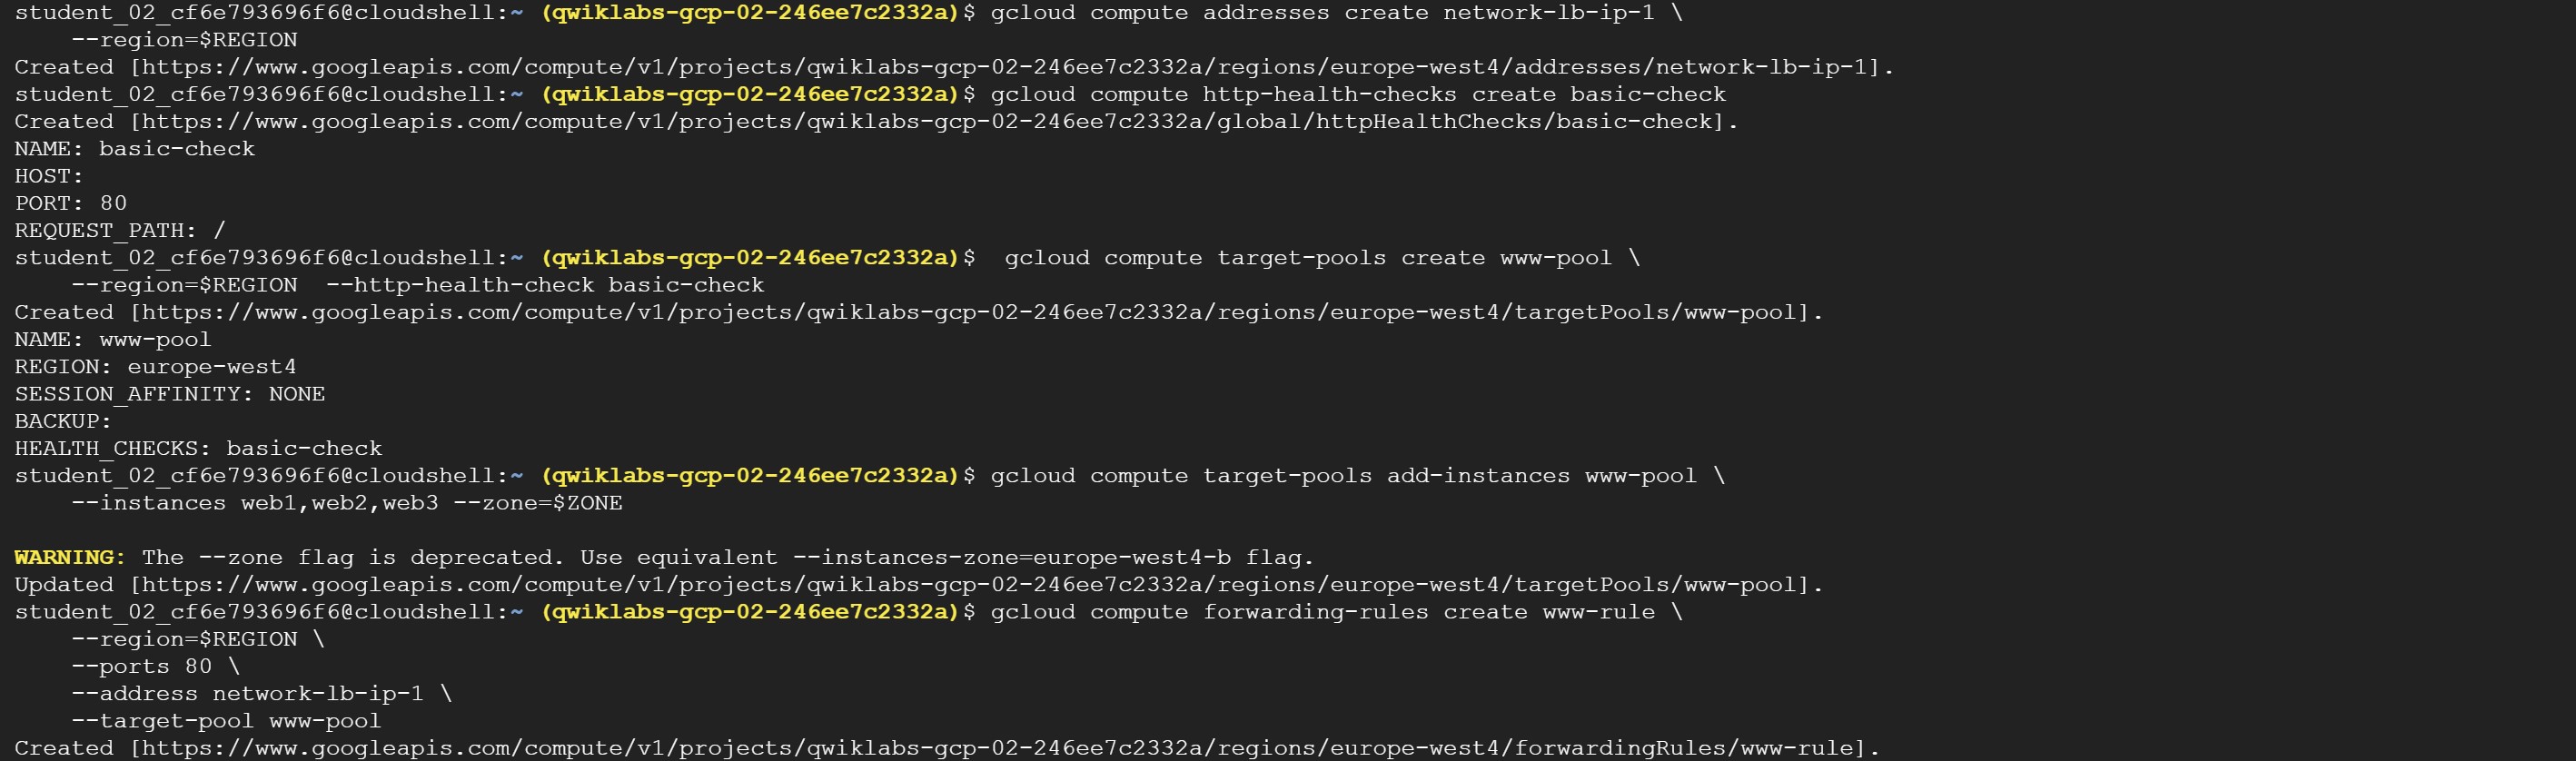 student_02_cf6e793696f6@cloudshell:~ (qwiklabs-gcp-02-246ee7c2332a)$ gcloud compute addresses create network-lb-ip-1 \
    --region=$REGION
Created [https://www.googleapis.com/compute/v1/projects/qwiklabs-gcp-02-246ee7c2332a/regions/europe-west4/addresses/network-lb-ip-1].
student_02_cf6e793696f6@cloudshell:~ (qwiklabs-gcp-02-246ee7c2332a)$ gcloud compute http-health-checks create basic-check
Created [https://www.googleapis.com/compute/v1/projects/qwiklabs-gcp-02-246ee7c2332a/global/httpHealthChecks/basic-check].
NAME: basic-check
HOST:
PORT: 80
REQUEST_PATH: /
student_02_cf6e793696f6@cloudshell:~ (qwiklabs-gcp-02-246ee7c2332a)$  gcloud compute target-pools create www-pool \
    --region=$REGION  --http-health-check basic-check
Created [https://www.googleapis.com/compute/v1/projects/qwiklabs-gcp-02-246ee7c2332a/regions/europe-west4/targetPools/www-pool].
NAME: www-pool
REGION: europe-west4
SESSION_AFFINITY: NONE
BACKUP:
HEALTH_CHECKS: basic-check
student_02_cf6e793696f6@cloudshell:~ (qwiklabs-gcp-02-246ee7c2332a)$ gcloud compute target-pools add-instances www-pool \
    --instances web1,web2,web3 --zone=$ZONE
WARNING: The --zone flag is deprecated. Use equivalent --instances-zone=europe-west4-b flag.
Updated [https://www.googleapis.com/compute/v1/projects/qwiklabs-gcp-02-246ee7c2332a/regions/europe-west4/targetPools/www-pool].
student_02_cf6e793696f6@cloudshell:~ (qwiklabs-gcp-02-246ee7c2332a)$ gcloud compute forwarding-rules create www-rule \
    --region=$REGION \
    --ports 80 \
    --address network-lb-ip-1 \
    --target-pool www-pool
Created [https://www.googleapis.com/compute/v1/projects/qwiklabs-gcp-02-246ee7c2332a/regions/europe-west4/forwardingRules/www-rule].